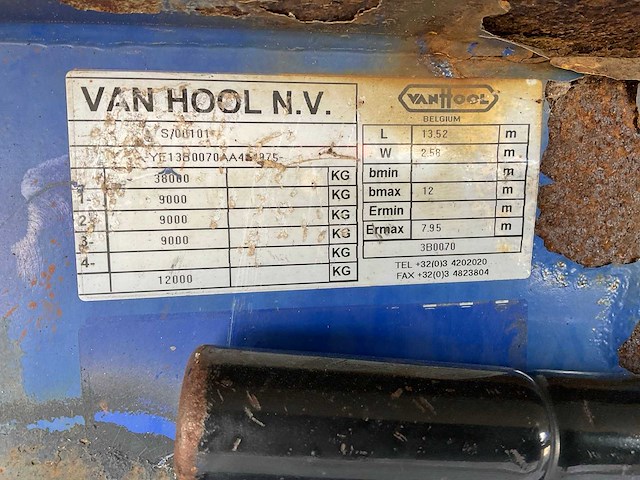 VAN HOOL N.V.
S/00101
38000 KG
1- 9000 KG
2- 9000 KG
3- 9000 KG
4- KG
12000 KG
VANHOOL
BELGIUM
L 13.52 m
W 2.58 m
bmin m
bmax 12 m
Ermin m
Ermax 7.95 m
3B0070
TEL +32(0)3 4202020
FAX +32(0)3 4823804